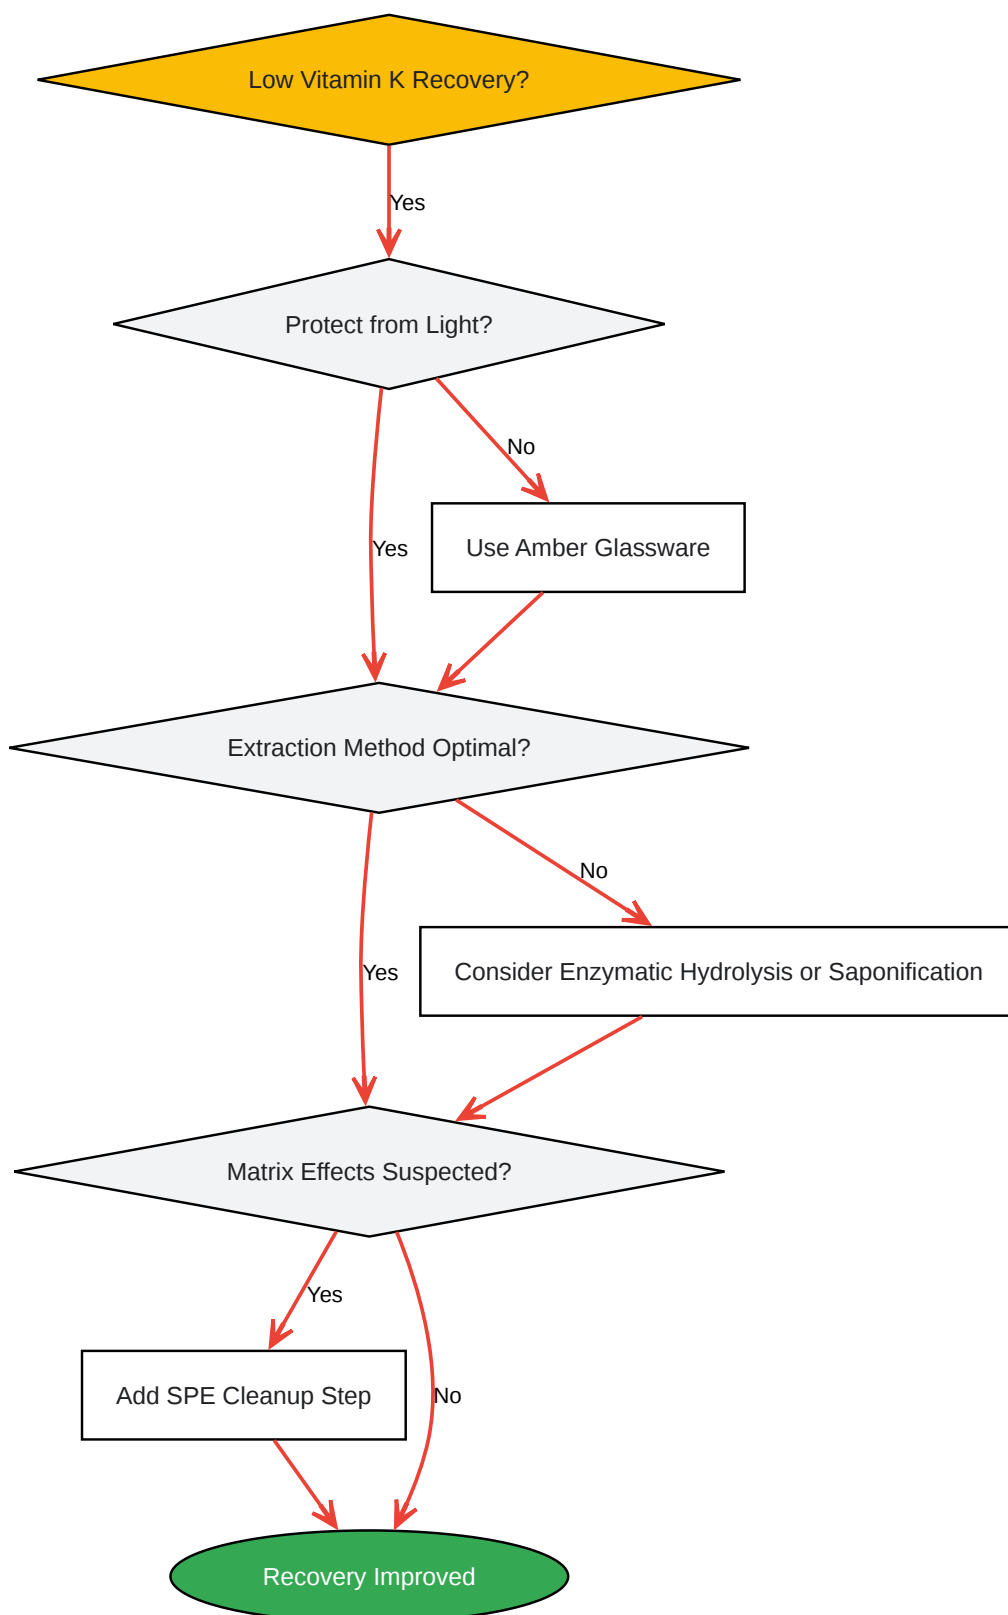 Low Vitamin K Recovery?
Yes
Protect from Light?
No
Use Amber Glassware
Yes
Extraction Method Optimal?
No
Consider Enzymatic Hydrolysis or Saponification
Yes
Matrix Effects Suspected?
Yes
Add SPE Cleanup Step
No
Recovery Improved